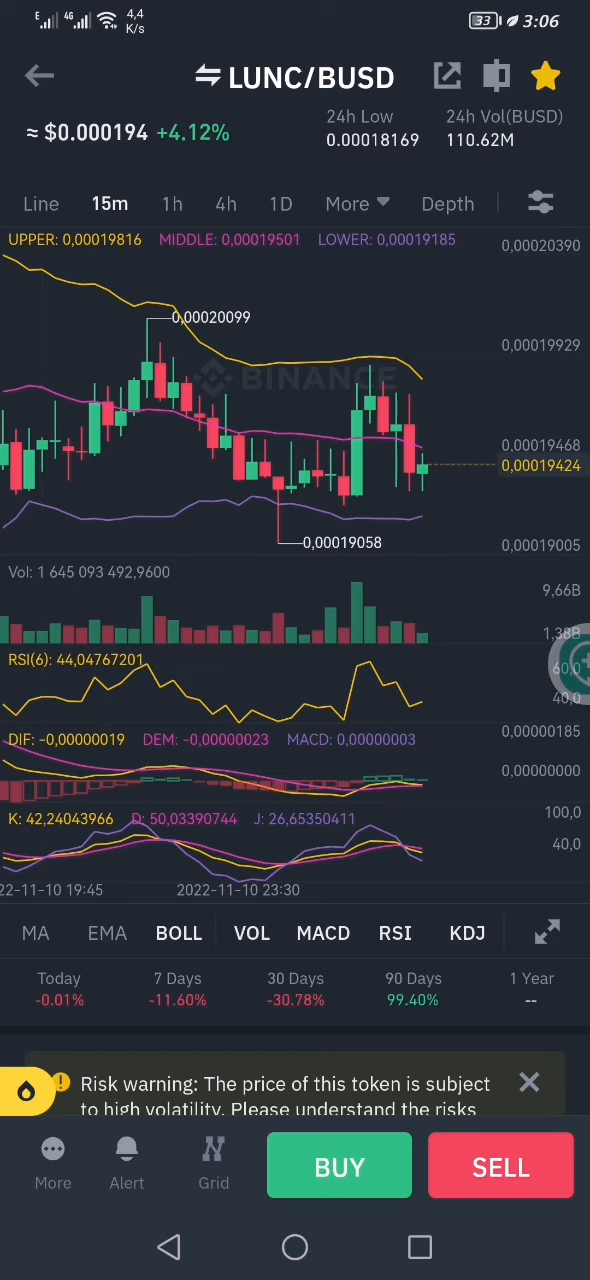 E 4G 4,4 K/s 33 3:06
LUNC/BUSD
≈ $0.000194 +4.12%
24h Low
0.00018169
24h Vol(BUSD)
110.62M
Line 15m 1h 4h 1D More Depth
UPPER: 0,00019816 MIDDLE: 0,00019501 LOWER: 0,00019185
0,00020390
0,00020099
0,00019929
BINANCE
0,00019468
0,00019424
0,00019058
0,00019005
Vol: 1 645 093 492,9600
9,66B
1,38B
RSI(6): 44,04767201
60,0
40,0
DIF: -0,00000019 DEM: -0,00000023 MACD: 0,00000003
0,00000185
0,00000000
K: 42,24043966 D: 50,03390744 J: 26,65350411
100,0
40,0
22-11-10 19:45 2022-11-10 23:30
MA EMA BOLL VOL MACD RSI KDJ
Today 7 Days 30 Days 90 Days 1 Year
-0.01% -11.60% -30.78% 99.40% --
Risk warning: The price of this token is subject
to high volatility. Please understand the risks
More Alert Grid BUY SELL